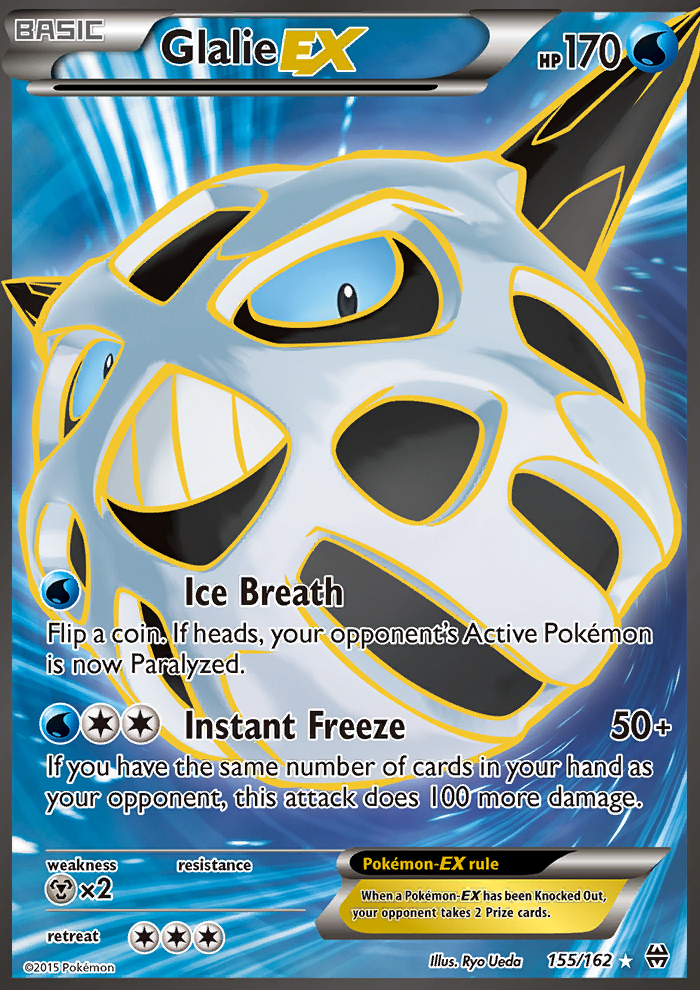 BASIC
Glalie EX
HP170
Ice Breath
Flip a coin. If heads, your opponent's Active Pokémon
is now Paralyzed.
Instant Freeze 50+
If you have the same number of cards in your hand as
your opponent, this attack does 100 more damage.
weakness resistance
×2
Pokémon-EX rule
When a Pokémon-EX has been Knocked Out,
your opponent takes 2 Prize cards.
retreat
©2015 Pokémon
Illus. Ryo Ueda 155/162